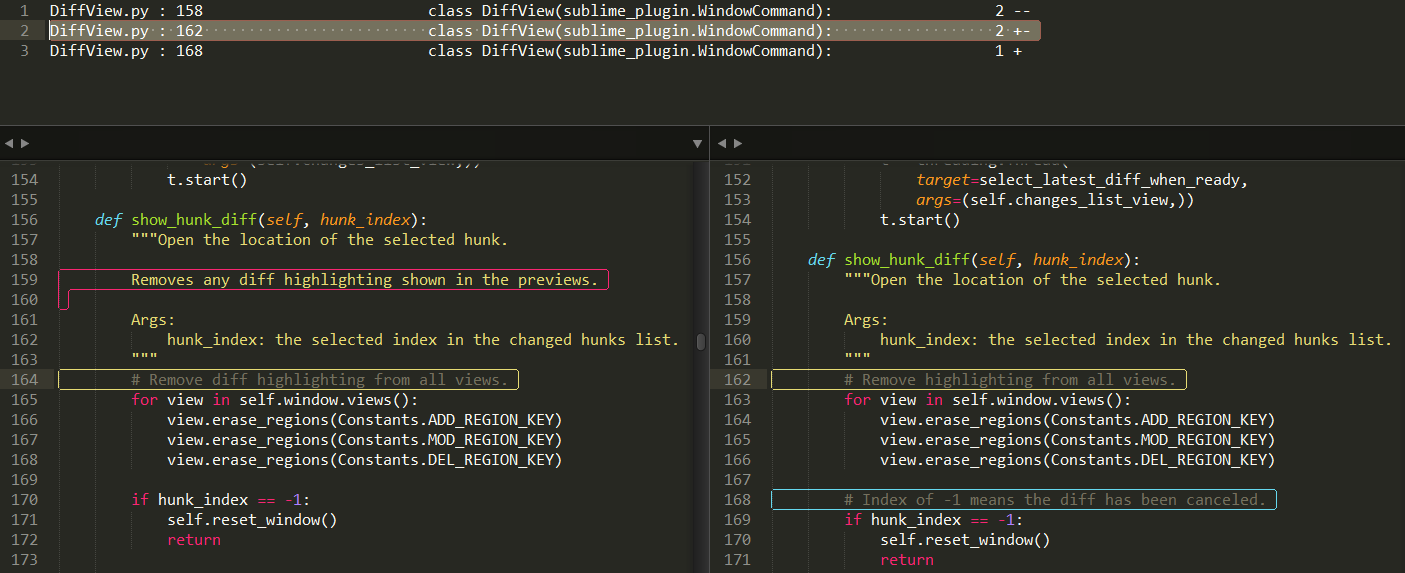 1 DiffView.py : 158 class DiffView(sublime_plugin.WindowCommand): 2 --
2 DiffView.py : 162 class DiffView(sublime_plugin.WindowCommand): 2 +-
3 DiffView.py : 168 class DiffView(sublime_plugin.WindowCommand): 1 +
154 t.start()
155
156 def show_hunk_diff(self, hunk_index):
157 """Open the location of the selected hunk.
158
159 Removes any diff highlighting shown in the previews.
160
161 Args:
162 hunk_index: the selected index in the changed hunks list.
163 """
164 # Remove diff highlighting from all views.
165 for view in self.window.views():
166 view.erase_regions(Constants.ADD_REGION_KEY)
167 view.erase_regions(Constants.MOD_REGION_KEY)
168 view.erase_regions(Constants.DEL_REGION_KEY)
169
170 if hunk_index == -1:
171 self.reset_window()
172 return
173
152 target=select_latest_diff_when_ready,
153 args=(self.changes_list_view,))
154 t.start()
155
156 def show_hunk_diff(self, hunk_index):
157 """Open the location of the selected hunk.
158
159 Args:
160 hunk_index: the selected index in the changed hunks list.
161 """
162 # Remove highlighting from all views.
163 for view in self.window.views():
164 view.erase_regions(Constants.ADD_REGION_KEY)
165 view.erase_regions(Constants.MOD_REGION_KEY)
166 view.erase_regions(Constants.DEL_REGION_KEY)
167
168 # Index of -1 means the diff has been canceled.
169 if hunk_index == -1:
170 self.reset_window()
171 return